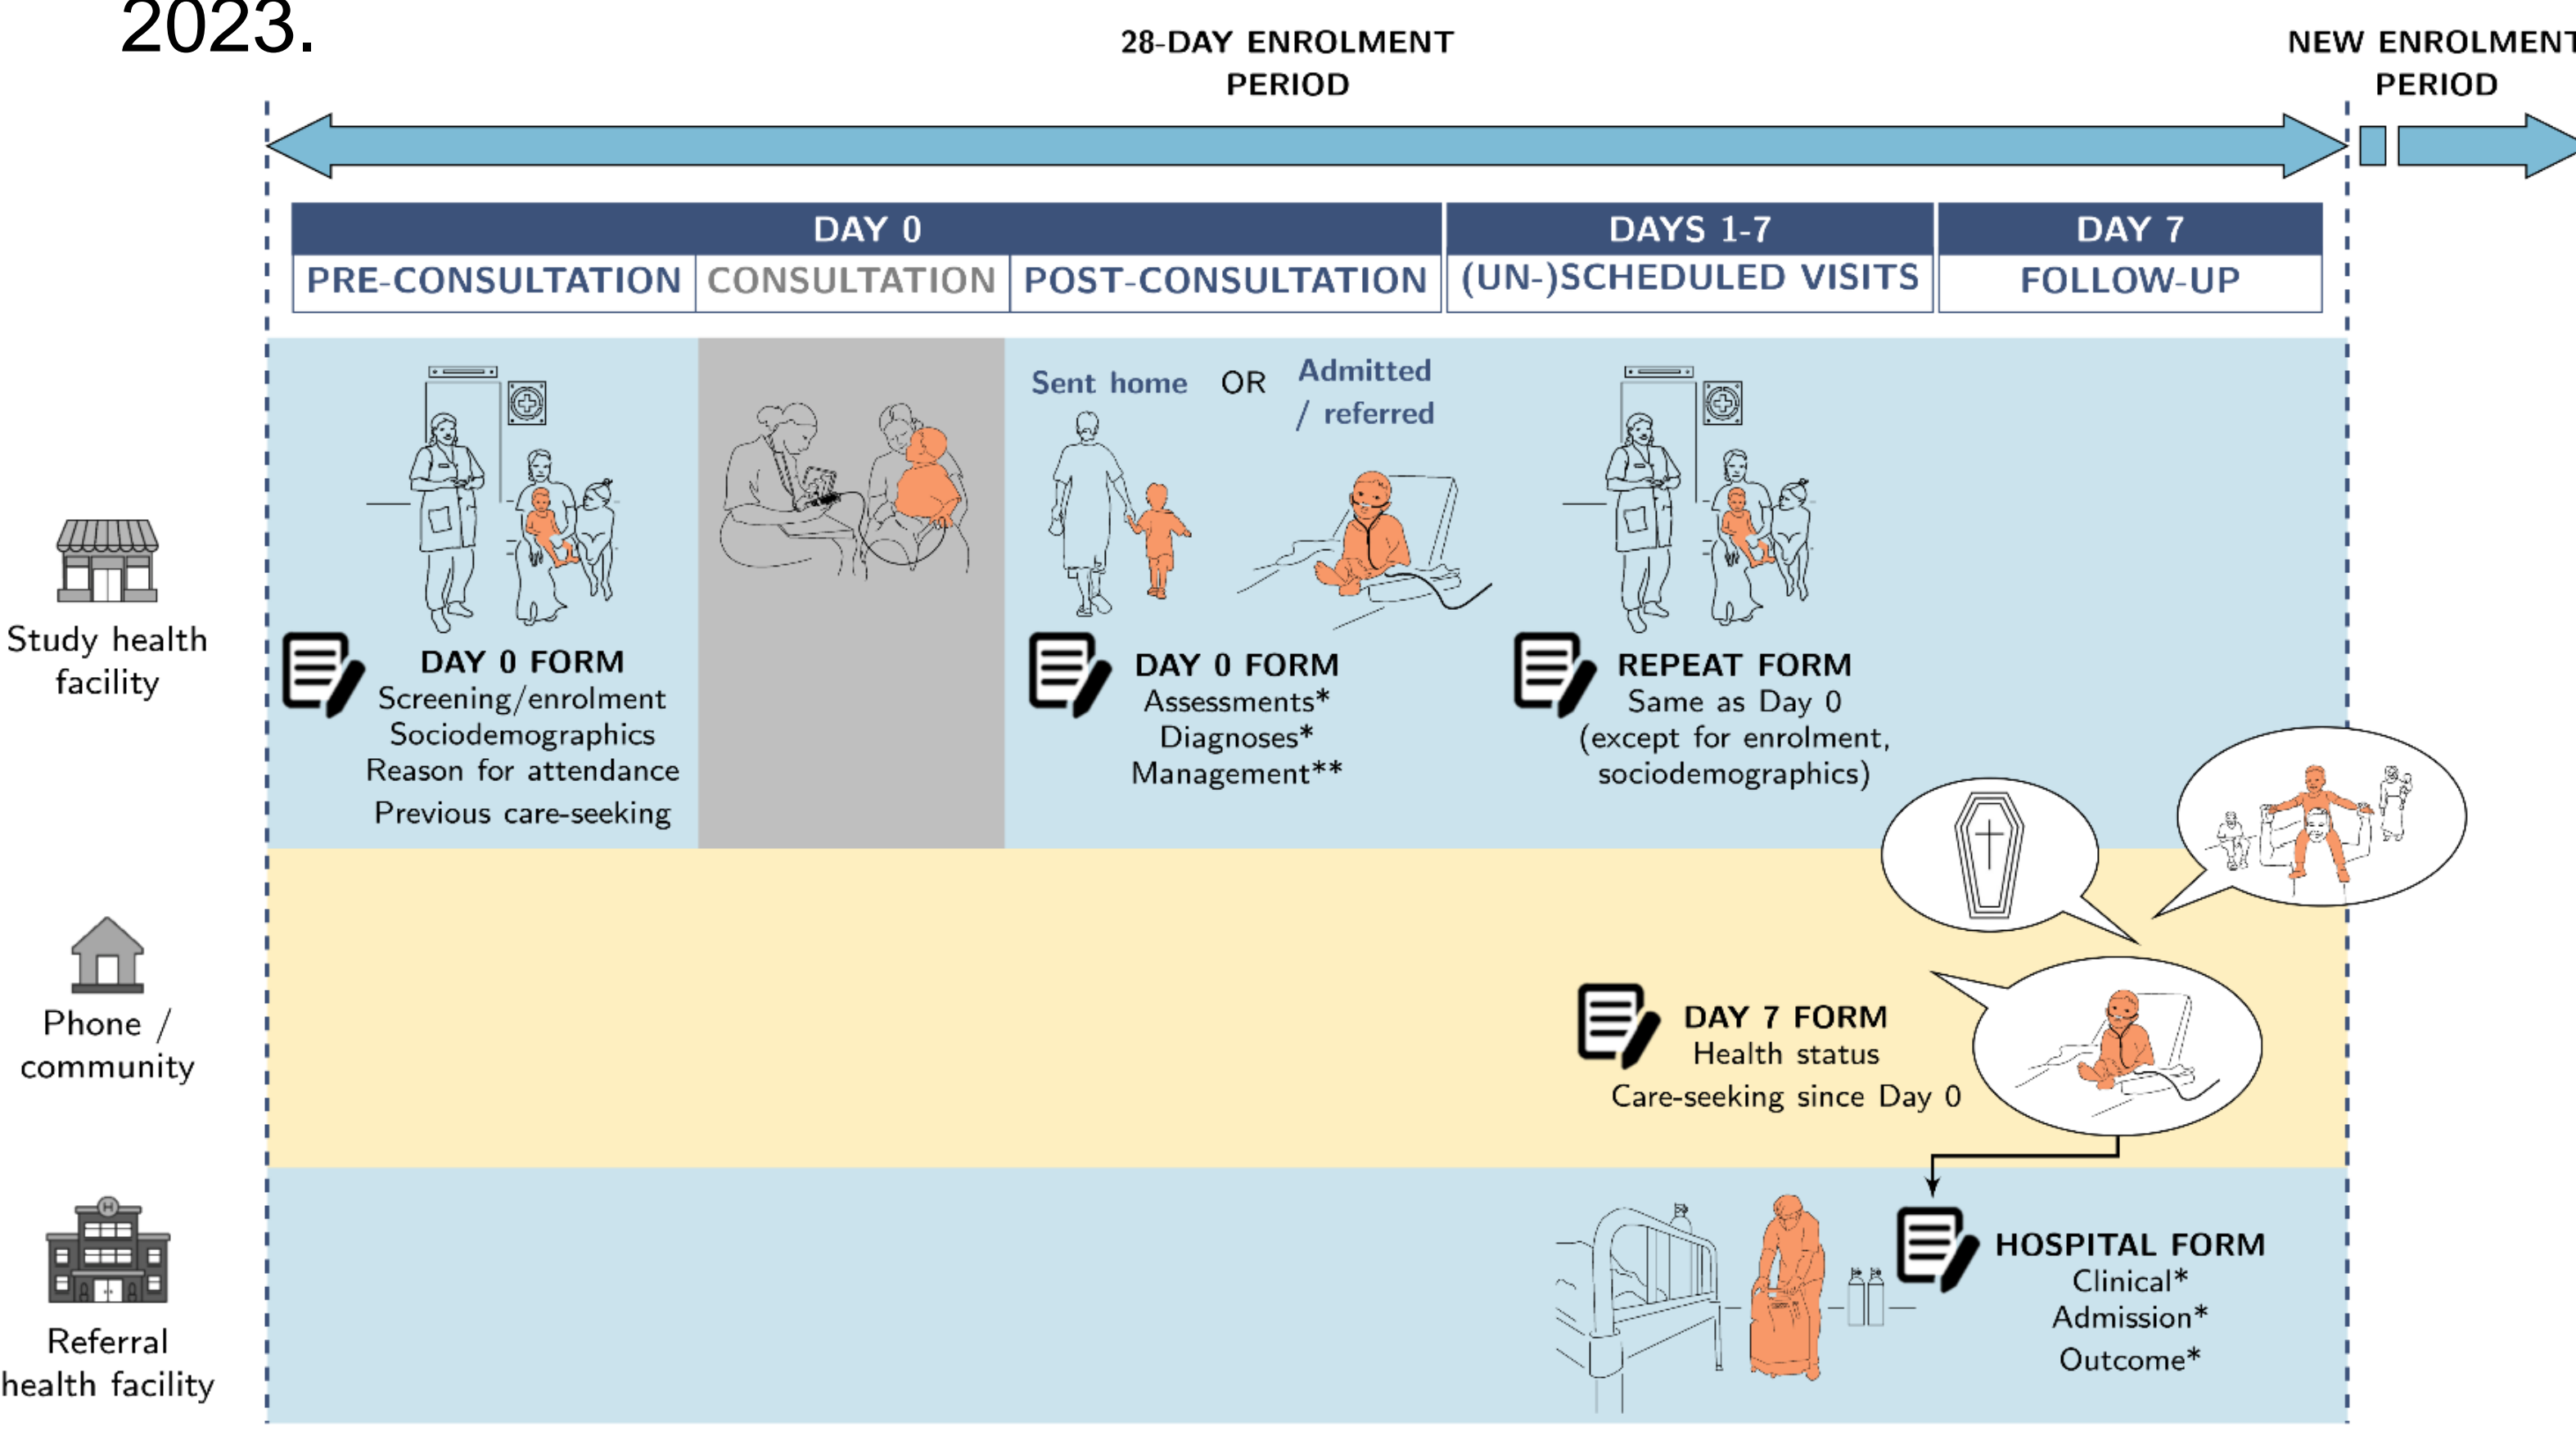 2023.
28-DAY ENROLMENT
PERIOD
NEW ENROLMENT
PERIOD
DAY 0
DAYS 1-7
DAY 7
PRE-CONSULTATION
CONSULTATION
POST-CONSULTATION
(UN-)SCHEDULED VISITS
FOLLOW-UP
Sent home OR Admitted
/ referred
Study health
facility
DAY 0 FORM
Screening/enrolment
Sociodemographics
Reason for attendance
Previous care-seeking
DAY 0 FORM
Assessments*
Diagnoses*
Management**
REPEAT FORM
Same as Day 0
(except for enrolment,
sociodemographics)
Phone /
community
DAY 7 FORM
Health status
Care-seeking since Day 0
H
Referral
health facility
HOSPITAL FORM
Clinical*
Admission*
Outcome*